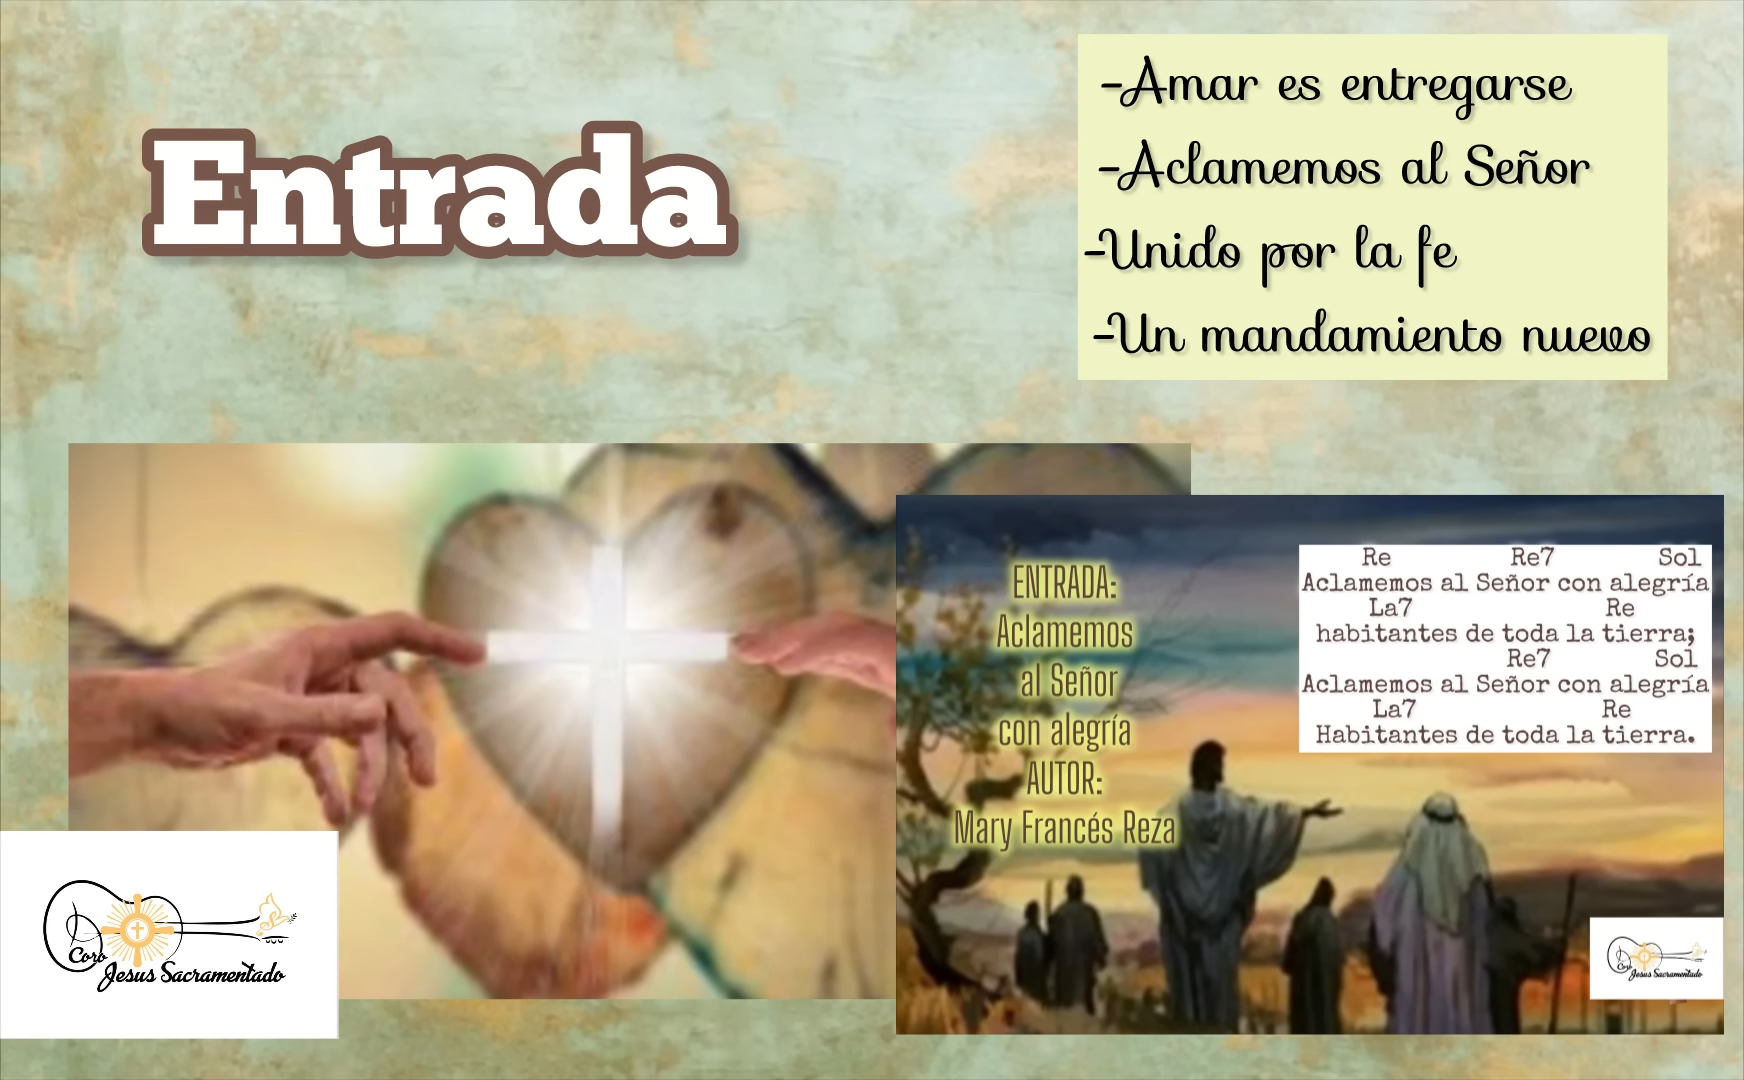 Entrada
-Amar es entregarse
-Aclamemos al Señor
-Unido por la fe
-Un mandamiento nuevo
ENTRADA:
Aclamemos
al Señor
con alegría
AUTOR:
Mary Francés Reza
Re Re7 Sol
Aclamemos al Señor con alegría
La7 Re
habitantes de toda la tierra;
Re7 Sol
Aclamemos al Señor con alegría
La7 Re
Habitantes de toda la tierra.
Coro
Jesus Sacramentado
Coro
Jesus Sacramentado